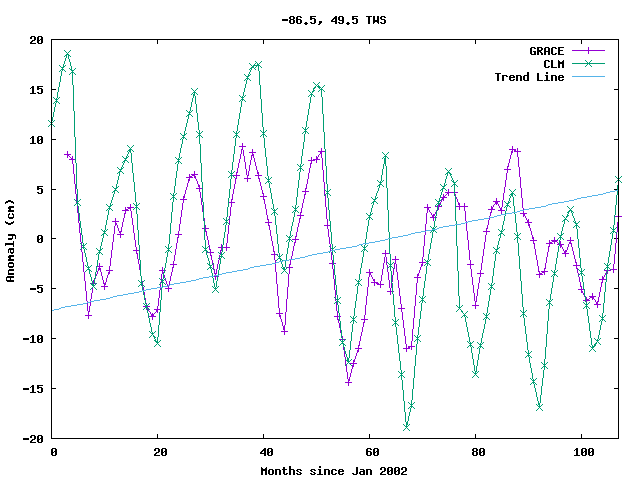 -86.5, 49.5 TWS
GRACE
CLM
Trend Line
20
15
10
5
0
-5
-10
-15
-20
Anomaly (cm)
0 20 40 60 80 100
Months since Jan 2002